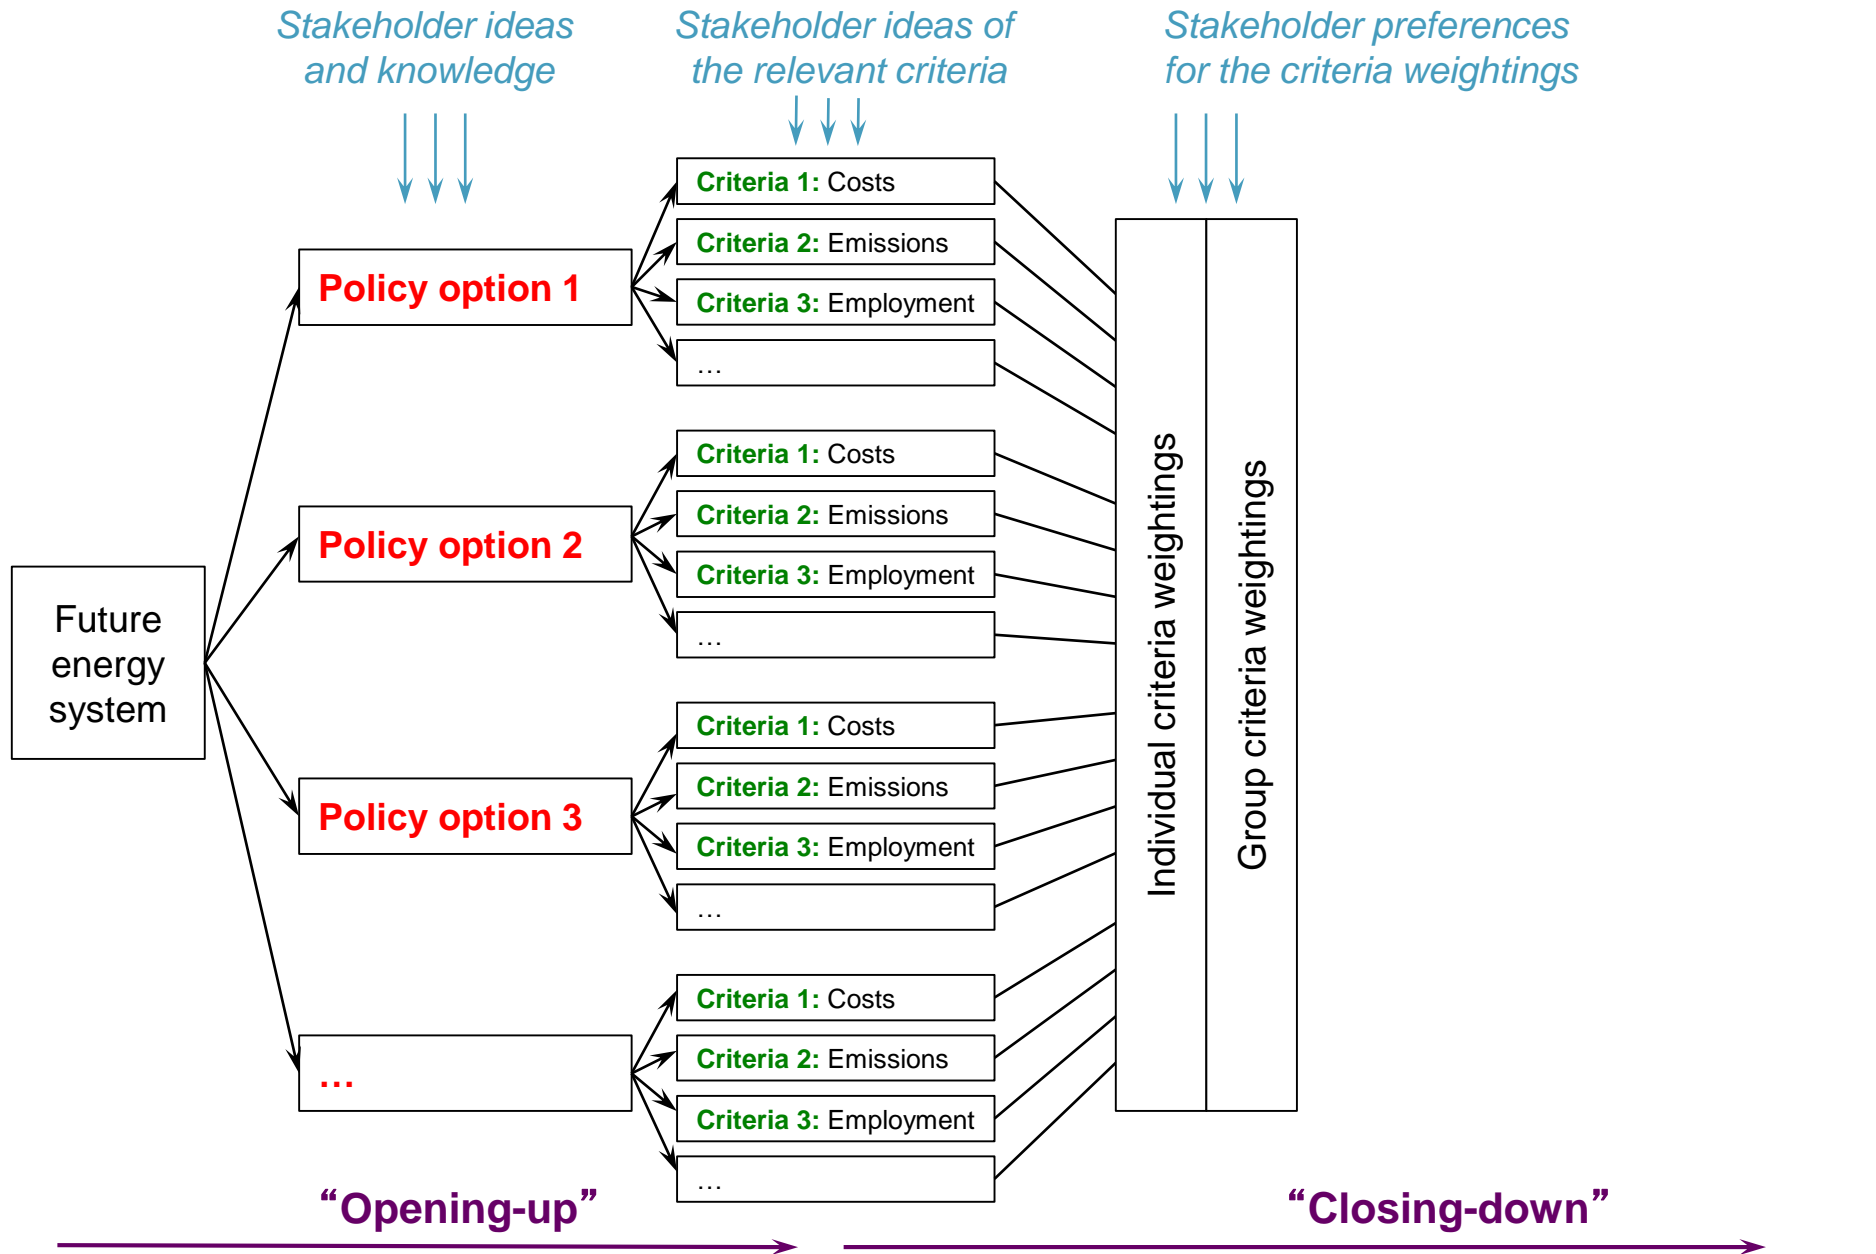 Stakeholder ideas
and knowledge
Stakeholder ideas of
the relevant criteria
Stakeholder preferences
for the criteria weightings
Future
energy
system
Policy option 1
Criteria 1: Costs
Criteria 2: Emissions
Criteria 3: Employment
…
Policy option 2
Criteria 1: Costs
Criteria 2: Emissions
Criteria 3: Employment
…
Policy option 3
Criteria 1: Costs
Criteria 2: Emissions
Criteria 3: Employment
…
…
Criteria 1: Costs
Criteria 2: Emissions
Criteria 3: Employment
…
Individual criteria weightings
Group criteria weightings
“Opening-up”
“Closing-down”